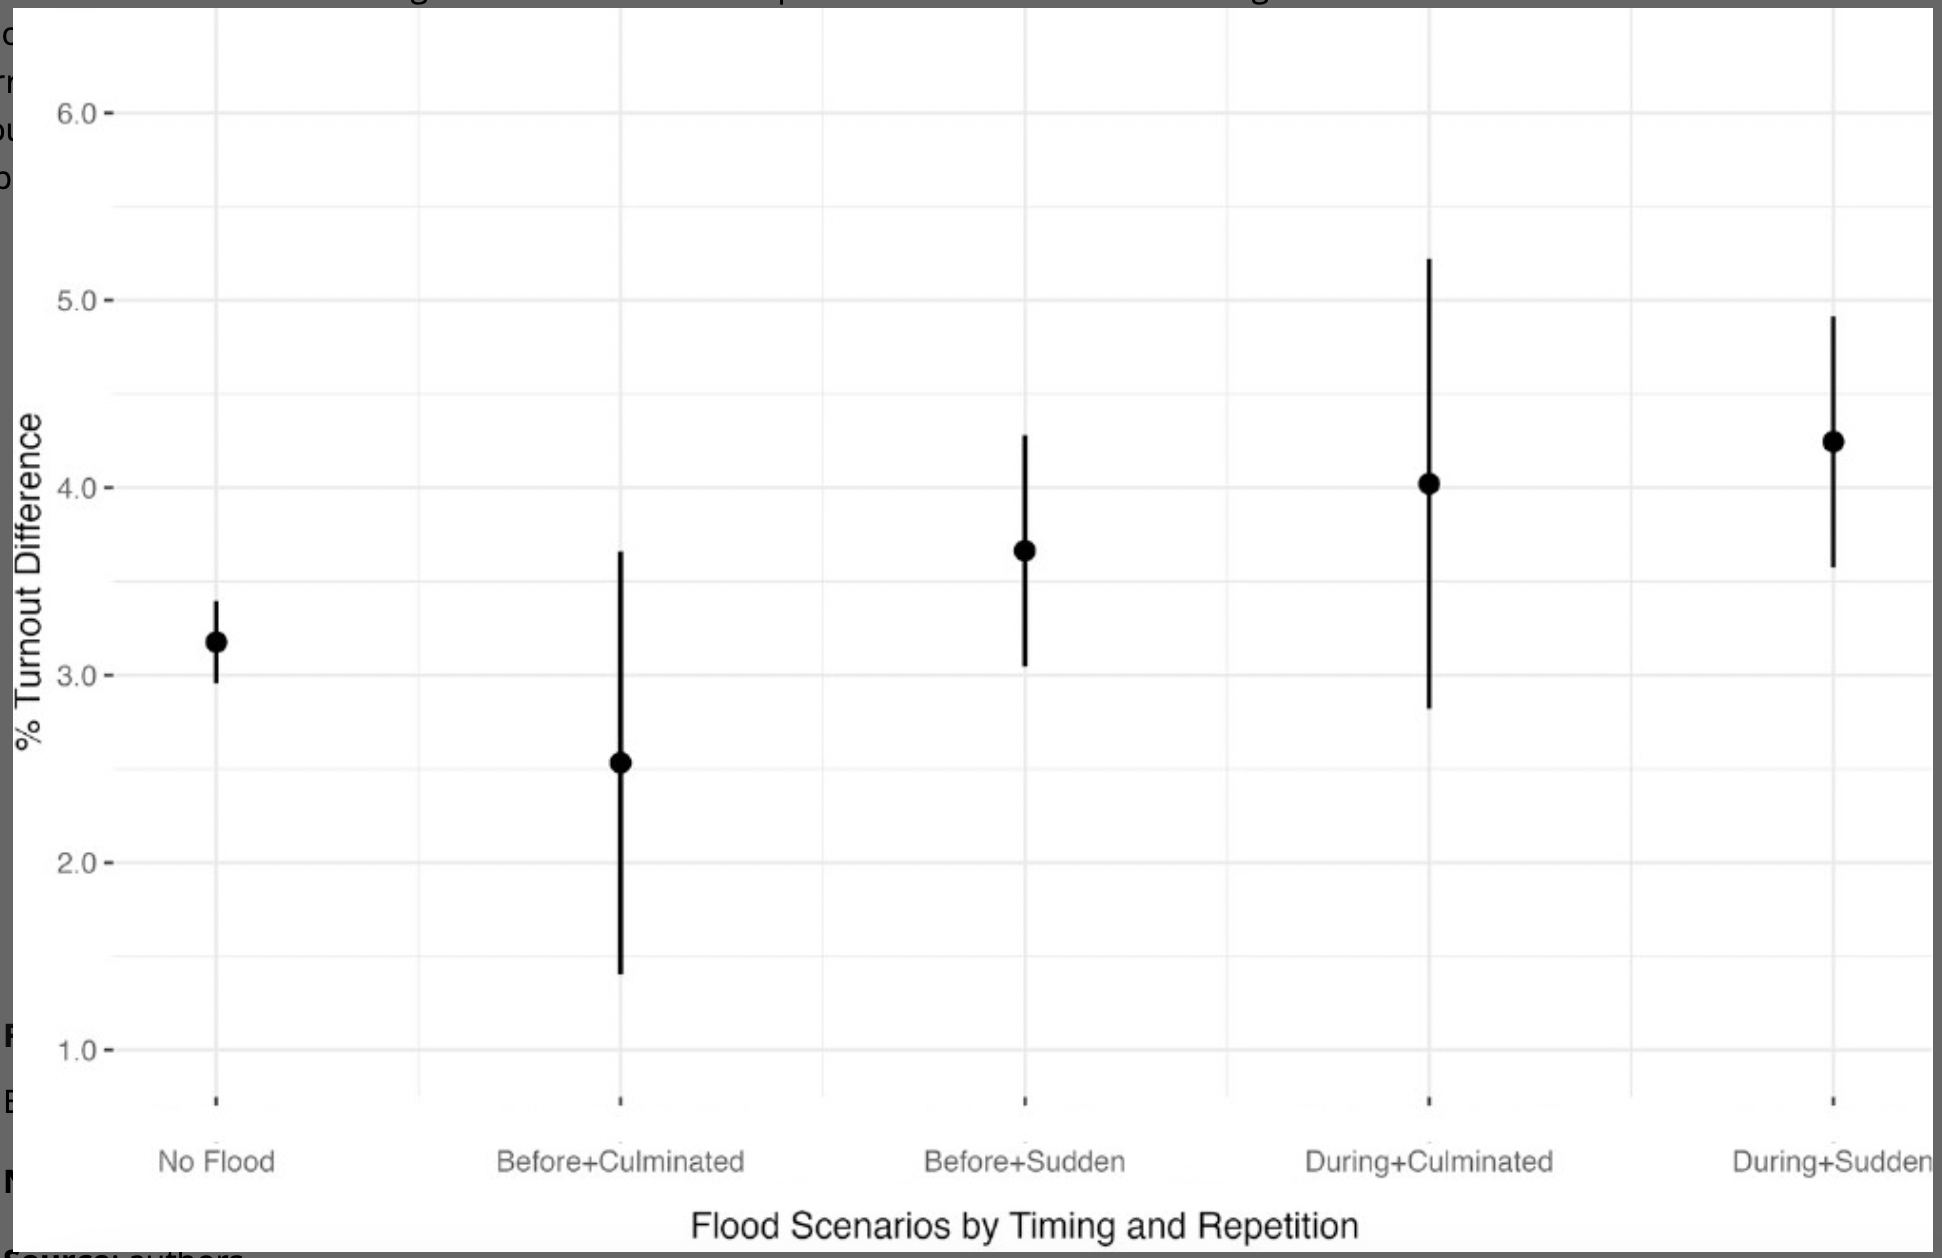 6.0
5.0
4.0
3.0
2.0
1.0
% Turnout Difference
No Flood Before+Culminated Before+Sudden During+Culminated During+Sudden
Flood Scenarios by Timing and Repetition